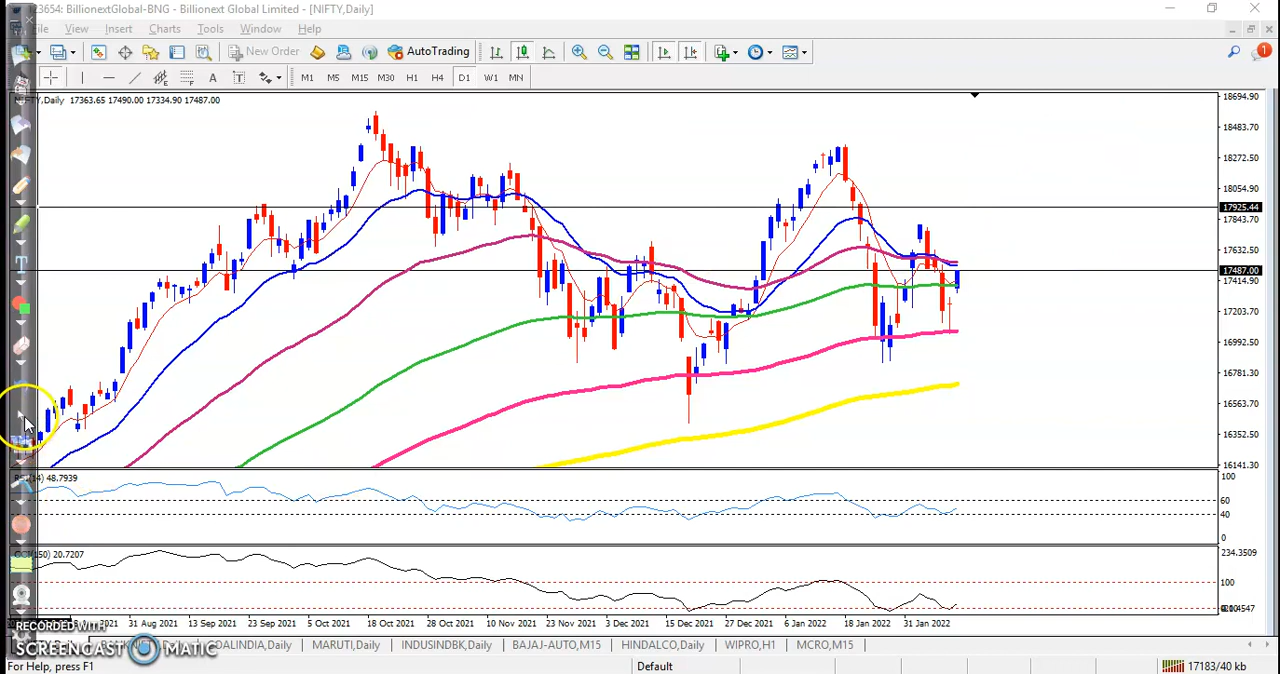 123654: BillionextGlobal-BNG - Billionext Global Limited - [NIFTY,Daily]
File View Insert Charts Tools Window Help
New Order AutoTrading
A T M1 M5 M15 M30 H1 H4 D1 W1 MN
NIFTY,Daily 17363.65 17490.00 17334.90 17487.00
18694.90
18483.70
18272.50
18054.90
17925.44
17843.70
17632.50
17487.00
17414.90
17203.70
16992.50
16781.30
16563.70
16352.50
16141.30
RSI(14) 48.7939
100
60
40
0
CCI(150) 20.7207
234.3509
100
31 Aug 2021 13 Sep 2021 23 Sep 2021 5 Oct 2021 18 Oct 2021 28 Oct 2021 10 Nov 2021 23 Nov 2021 3 Dec 2021 15 Dec 2021 27 Dec 2021 6 Jan 2022 18 Jan 2022 31 Jan 2022
RECORDED WITH
SCREENCAST MATIC
COALINDIA,Daily MARUTI,Daily INDUSINDBK,Daily BAJAJ-AUTO,M15 HINDALCO,Daily WIPRO,H1 MCRO,M15
For Help, press F1 Default 17183/40 kb